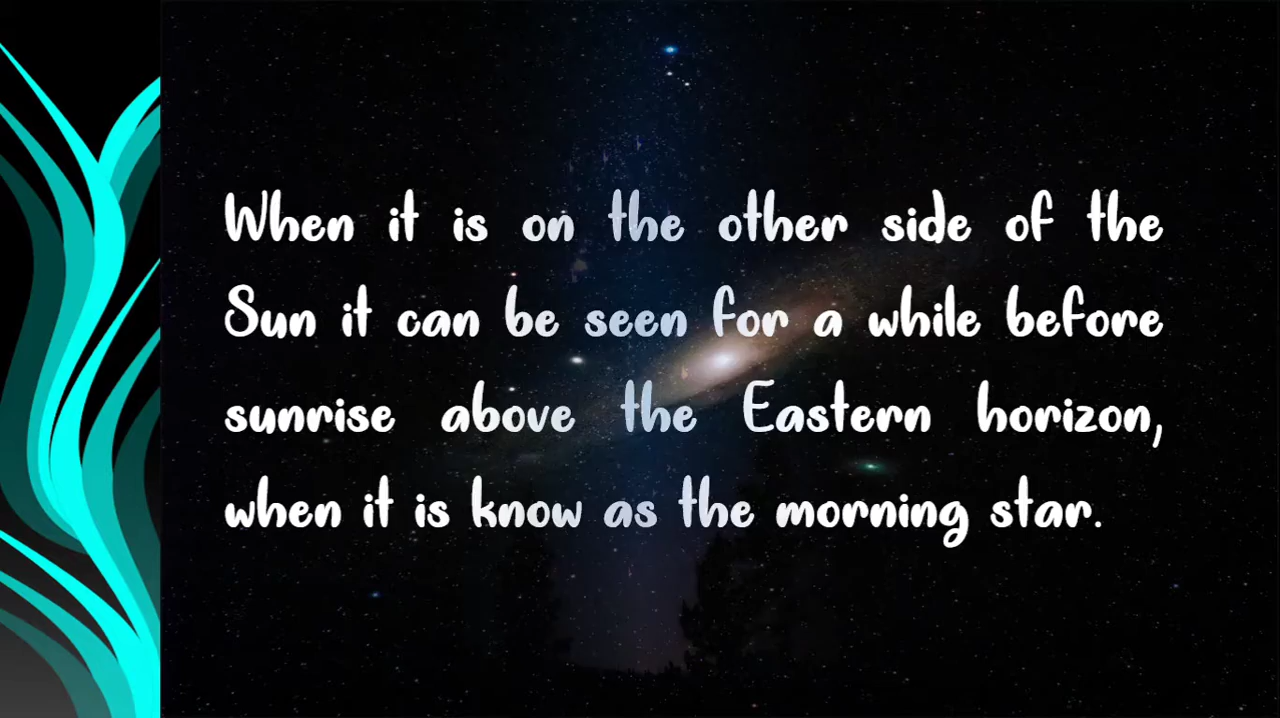 When it is on the other side of the
Sun it can be seen for a while before
sunrise above the Eastern horizon,
when it is know as the morning star.